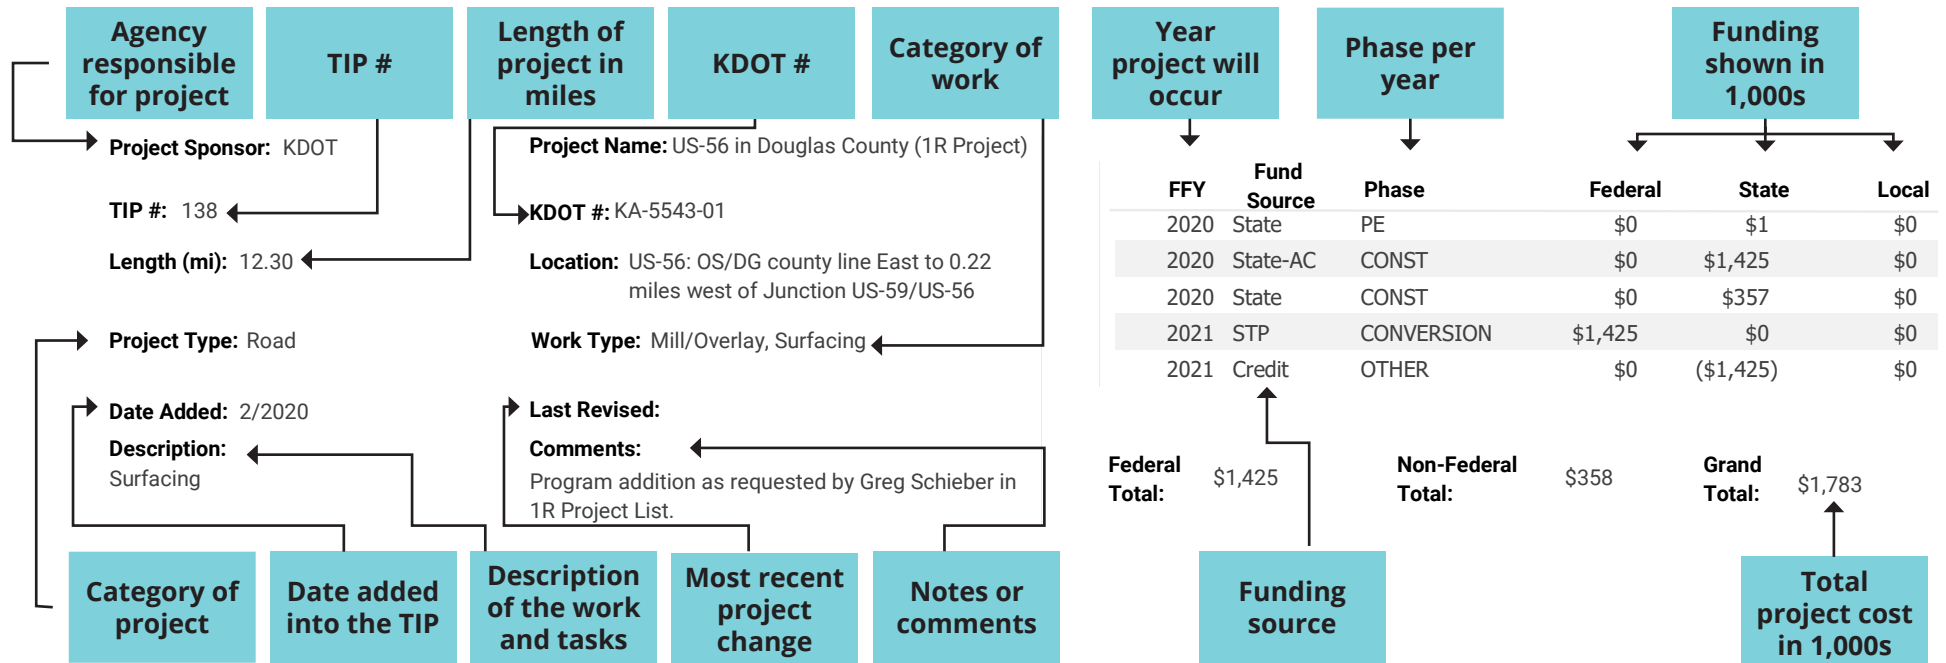 Agency
responsible
for project
TIP #
Length of
project in
miles
KDOT #
Category of
work
Year
project will
occur
Phase per
year
Funding
shown in
1,000s
Project Sponsor: KDOT
Project Name: US-56 in Douglas County (1R Project)
TIP #: 138
KDOT #: KA-5543-01
Length (mi): 12.30
Location: US-56: OS/DG county line East to 0.22
miles west of Junction US-59/US-56
Project Type: Road
Work Type: Mill/Overlay, Surfacing
Date Added: 2/2020
Last Revised:
Description:
Surfacing
Comments:
Program addition as requested by Greg Schieber in
1R Project List.
FFY Fund Source Phase Federal State Local
2020 State PE $0 $1 $0
2020 State-AC CONST $0 $1,425 $0
2020 State CONST $0 $357 $0
2021 STP CONVERSION $1,425 $0 $0
2021 Credit OTHER $0 ($1,425) $0
Federal
Total: $1,425
Non-Federal
Total: $358
Grand
Total: $1,783
Category of
project
Date added
into the TIP
Description
of the work
and tasks
Most recent
project
change
Notes or
comments
Funding
source
Total
project cost
in 1,000s